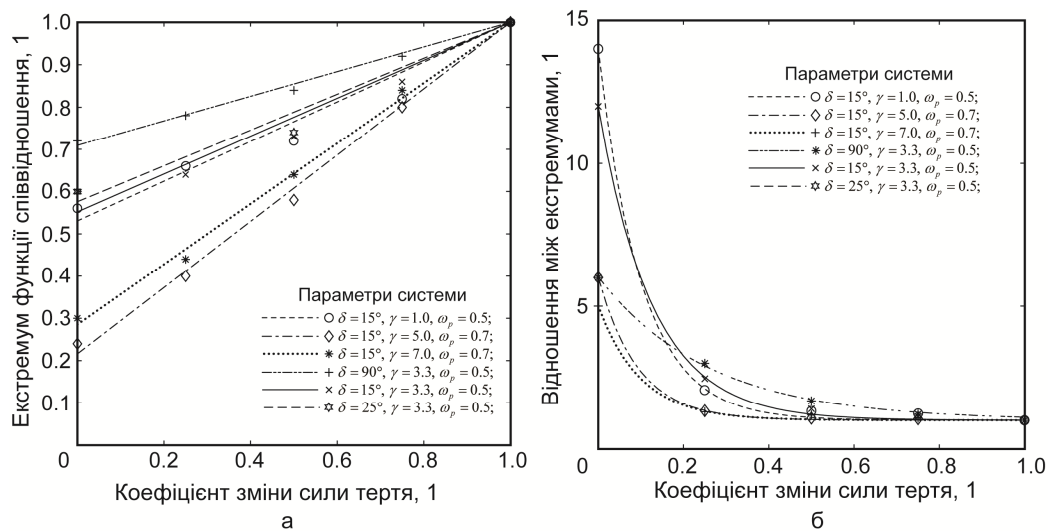 Екстремум функції співвідношення, 1
1.0
0.9
0.8
0.7
0.6
0.5
0.4
0.3
0.2
0.1
Параметри системи
δ = 15°, γ = 1.0, ωp = 0.5;
δ = 15°, γ = 5.0, ωp = 0.7;
δ = 15°, γ = 7.0, ωp = 0.7;
δ = 90°, γ = 3.3, ωp = 0.5;
δ = 15°, γ = 3.3, ωp = 0.5;
δ = 25°, γ = 3.3, ωp = 0.5;
0 0.2 0.4 0.6 0.8 1.0
Коефіцієнт зміни сили тертя, 1
а
Відношення між екстремумами, 1
15
10
5
Параметри системи
δ = 15°, γ = 1.0, ωp = 0.5;
δ = 15°, γ = 5.0, ωp = 0.7;
δ = 15°, γ = 7.0, ωp = 0.7;
δ = 90°, γ = 3.3, ωp = 0.5;
δ = 15°, γ = 3.3, ωp = 0.5;
δ = 25°, γ = 3.3, ωp = 0.5;
0 0.2 0.4 0.6 0.8 1.0
Коефіцієнт зміни сили тертя, 1
б